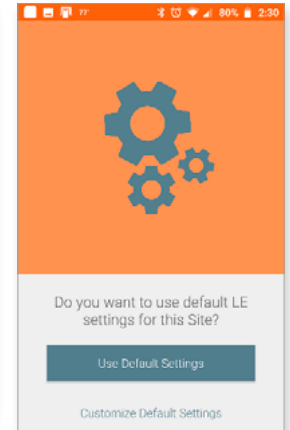 77° 80% 2:30
Do you want to use default LE
settings for this Site?
Use Default Settings
Customize Default Settings